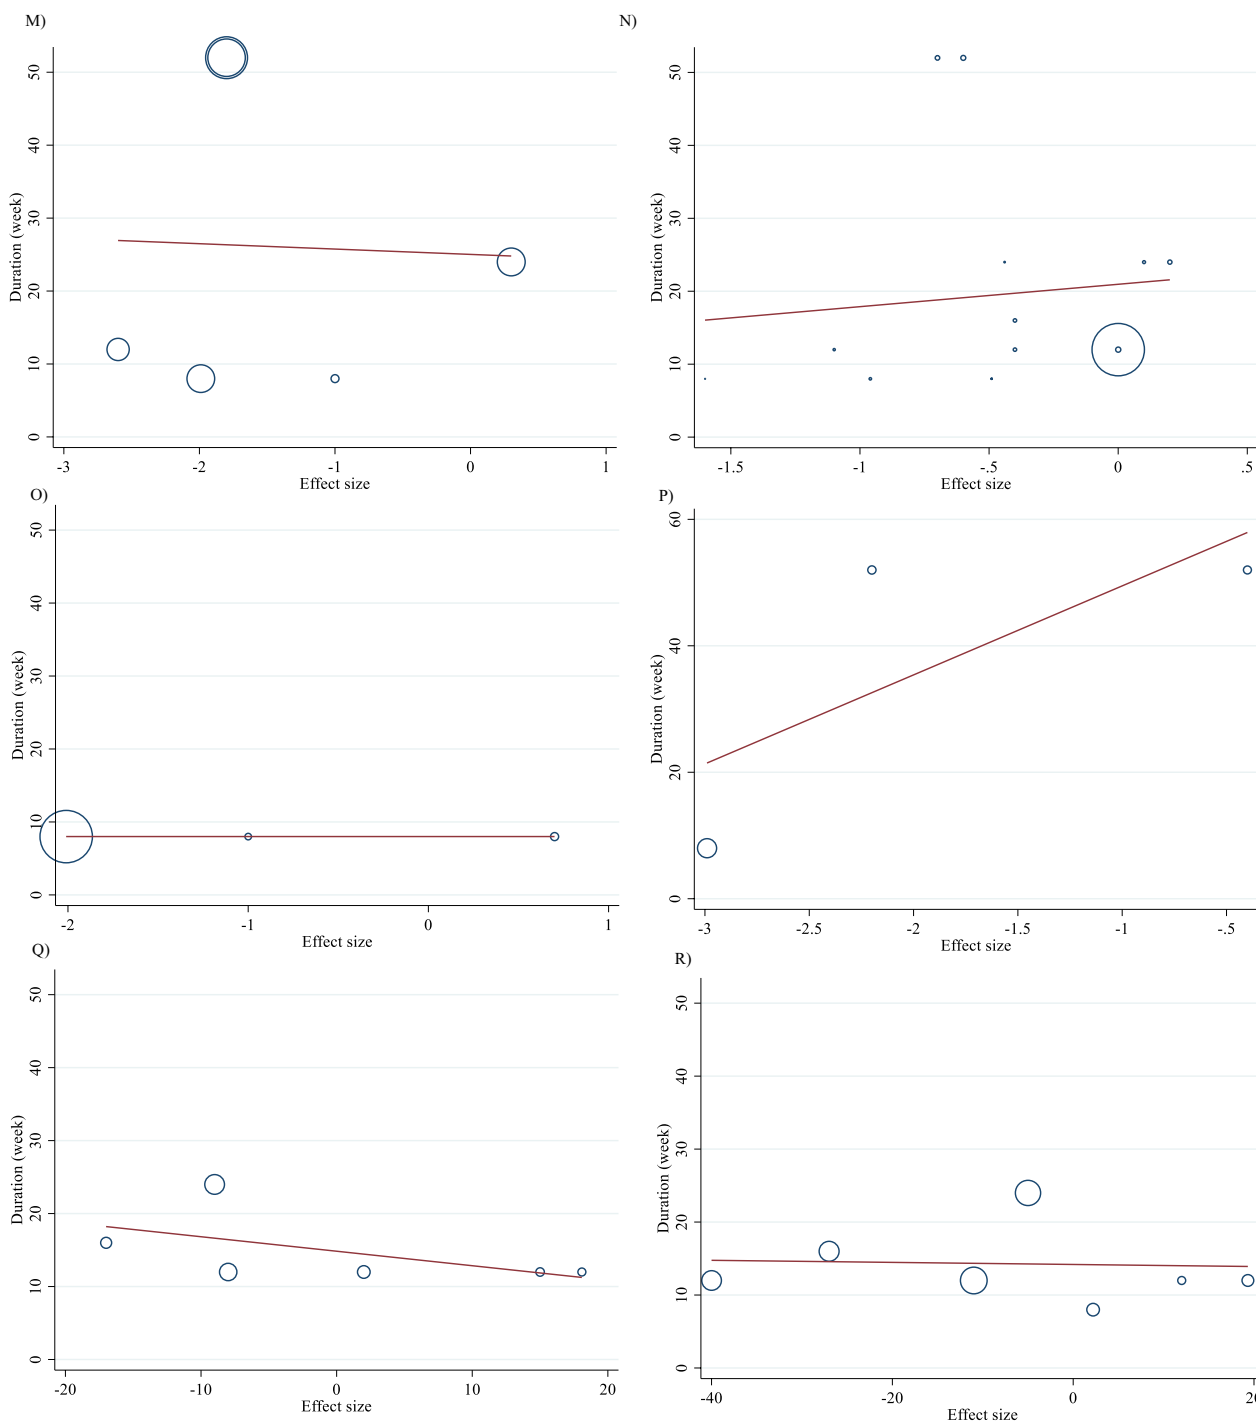 M)
50
40
30
20
10
0
Duration (week)
-3 -2 -1 0 1
Effect size
N)
50
40
30
20
10
0
Duration (week)
-1.5 -1 -.5 0 .5
Effect size
O)
50
40
30
20
10
0
Duration (week)
-2 -1 0 1
Effect size
P)
60
40
20
0
Duration (week)
-3 -2.5 -2 -1.5 -1 -.5
Effect size
Q)
50
40
30
20
10
0
Duration (week)
-20 -10 0 10 20
Effect size
R)
50
40
30
20
10
0
Duration (week)
-40 -20 0 20
Effect size